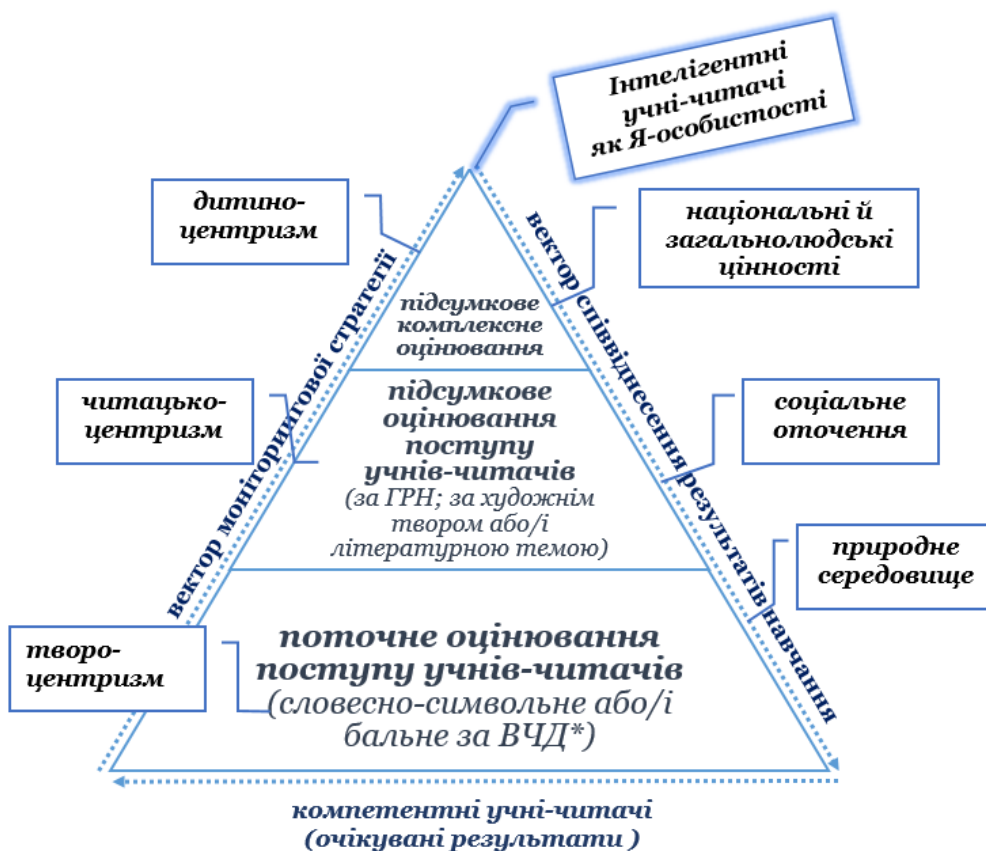 Інтелігентні
учні-читачі
як Я-особистості
дитино-
центризм
національні й
загальнолюдські
цінності
вектор моніторингової стратегії
вектор співвіднесення результатів навчання
підсумкове
комплексне
оцінювання
читацько-
центризм
підсумкове
оцінювання
поступу
учнів-читачів
(за ГРН; за художнім
твором або/і
літературною темою)
соціальне
оточення
природне
середовище
творо-
центризм
поточне оцінювання
поступу учнів-читачів
(словесно-символьне або/і
бальне за ВЧД*)
компетентні учні-читачі
(очікувані результати )